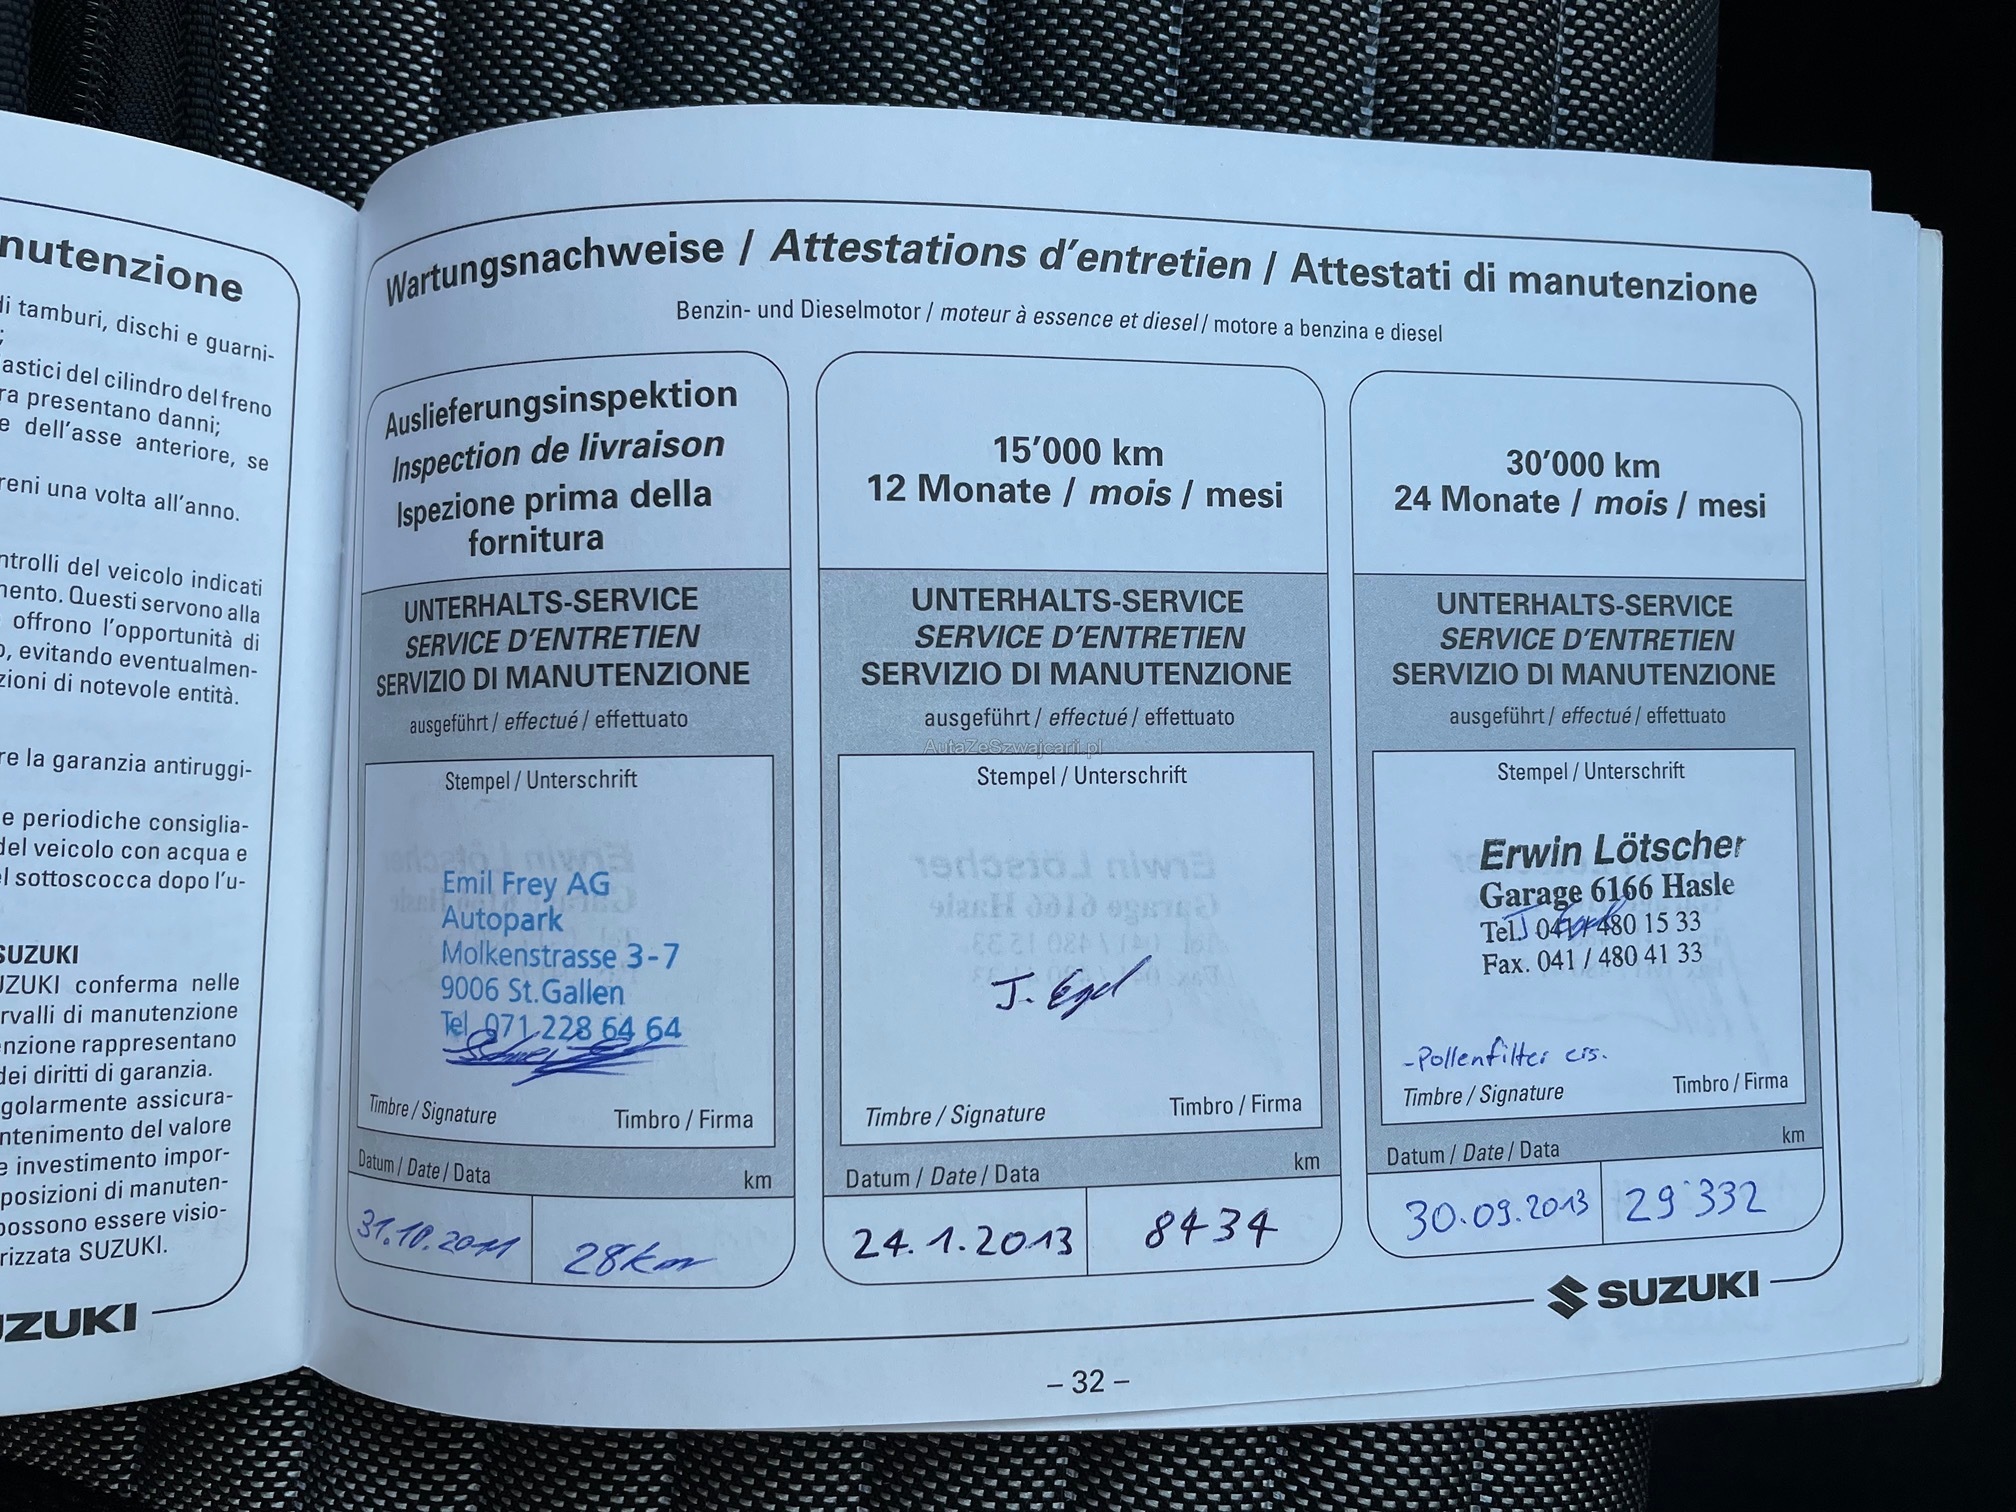 nutenzione
di tamburi, dischi e guarni-
;
astici del cilindro del freno
ra presentano danni;
e dell'asse anteriore, se
reni una volta all'anno.
ntrolli del veicolo indicati
mento. Questi servono alla
offrono l'opportunità di
o, evitando eventualmen-
zioni di notevole entità.
re la garanzia antiruggi-
e periodiche consiglia-
del veicolo con acqua e
el sottoscocca dopo l'u-
SUZUKI
UZUKI conferma nelle
rvalli di manutenzione
nzione rappresentano
dei diritti di garanzia.
golarmente assicura-
ntenimento del valore
e investimento impor-
posizioni di manuten-
possono essere visio-
rizzata SUZUKI.
UZUKI
Wartungsnachweise / Attestations d'entretien / Attestati di manutenzione
Benzin- und Dieselmotor / moteur à essence et diesel / motore a benzina e diesel
Auslieferungsinspektion
Inspection de livraison
Ispezione prima della
fornitura
UNTERHALTS-SERVICE
SERVICE D'ENTRETIEN
SERVIZIO DI MANUTENZIONE
ausgeführt / effectué / effettuato
Stempel / Unterschrift
Emil Frey AG
Autopark
Molkenstrasse 3-7
9006 St.Gallen
Tel. 071 228 64 64
Timbre / Signature Timbro / Firma
Datum / Date / Data km
31.10.2011 28km
15'000 km
12 Monate / mois / mesi
UNTERHALTS-SERVICE
SERVICE D'ENTRETIEN
SERVIZIO DI MANUTENZIONE
ausgeführt / effectué / effettuato
AutaZeSzwajcarii.pl
Stempel / Unterschrift
J. Egel
Timbre / Signature Timbro / Firma
Datum / Date / Data km
24.1.2013 8434
30'000 km
24 Monate / mois / mesi
UNTERHALTS-SERVICE
SERVICE D'ENTRETIEN
SERVIZIO DI MANUTENZIONE
ausgeführt / effectué / effettuato
Stempel / Unterschrift
Erwin Lötscher
Garage 6166 Hasle
Tel. 041 / 480 15 33
Fax. 041 / 480 41 33
-Pollenfilter ers.
Timbre / Signature Timbro / Firma
Datum / Date / Data km
30.09.2013 29'332
SUZUKI
– 32 –